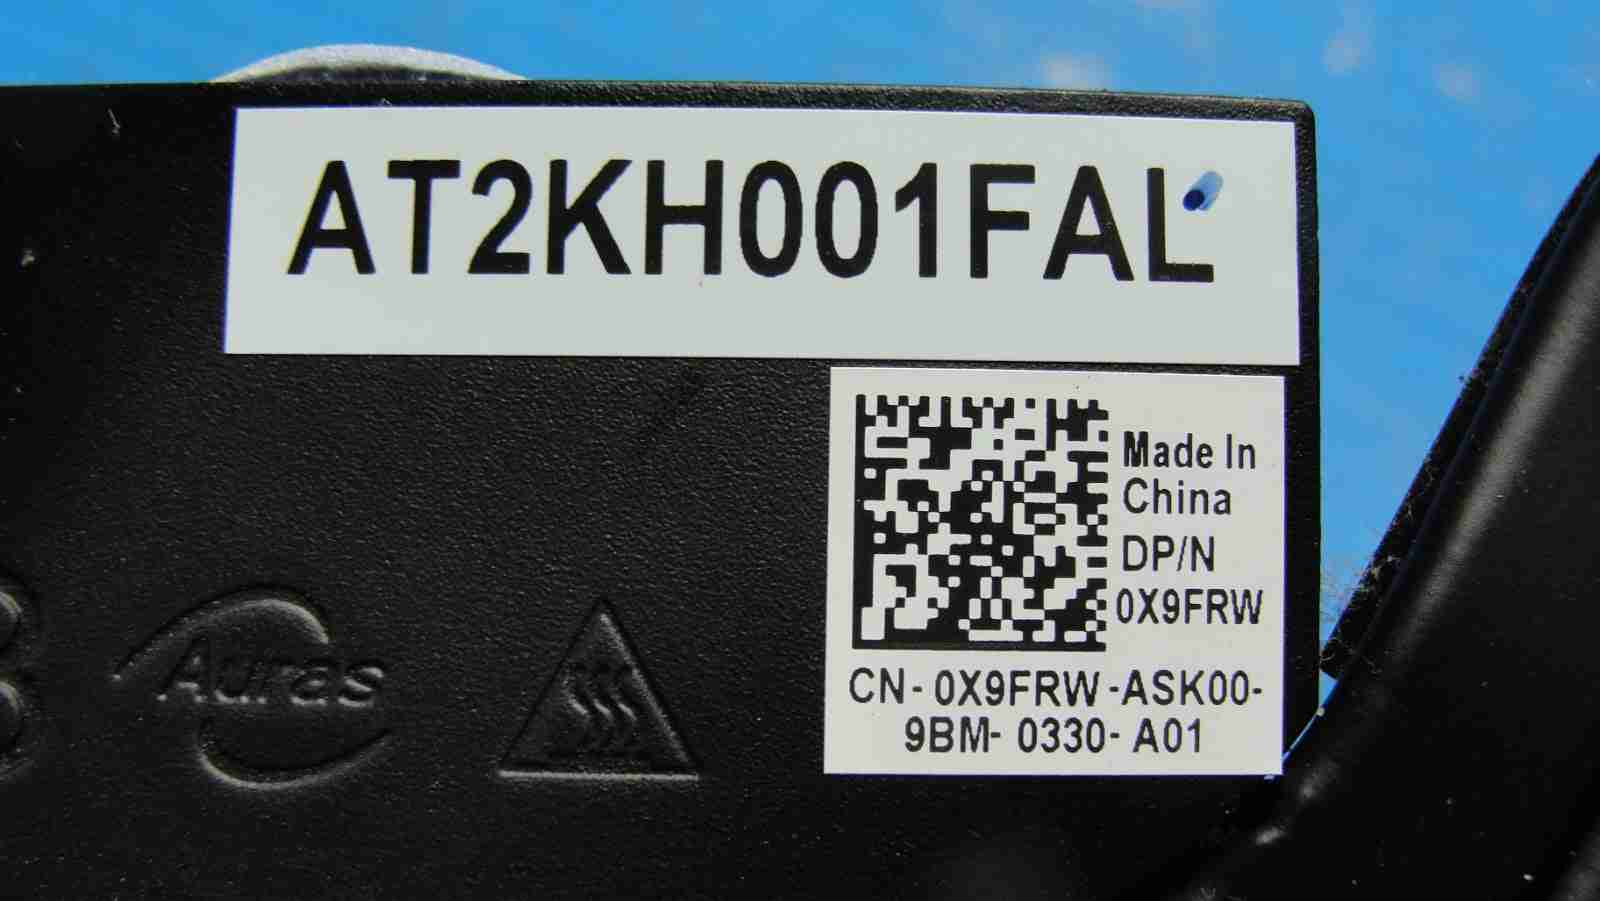 AT2KH001FAL
Made In
China
DP/N
0X9FRW
CN- 0X9FRW -ASK00-
9BM- 0330- A01
Auras